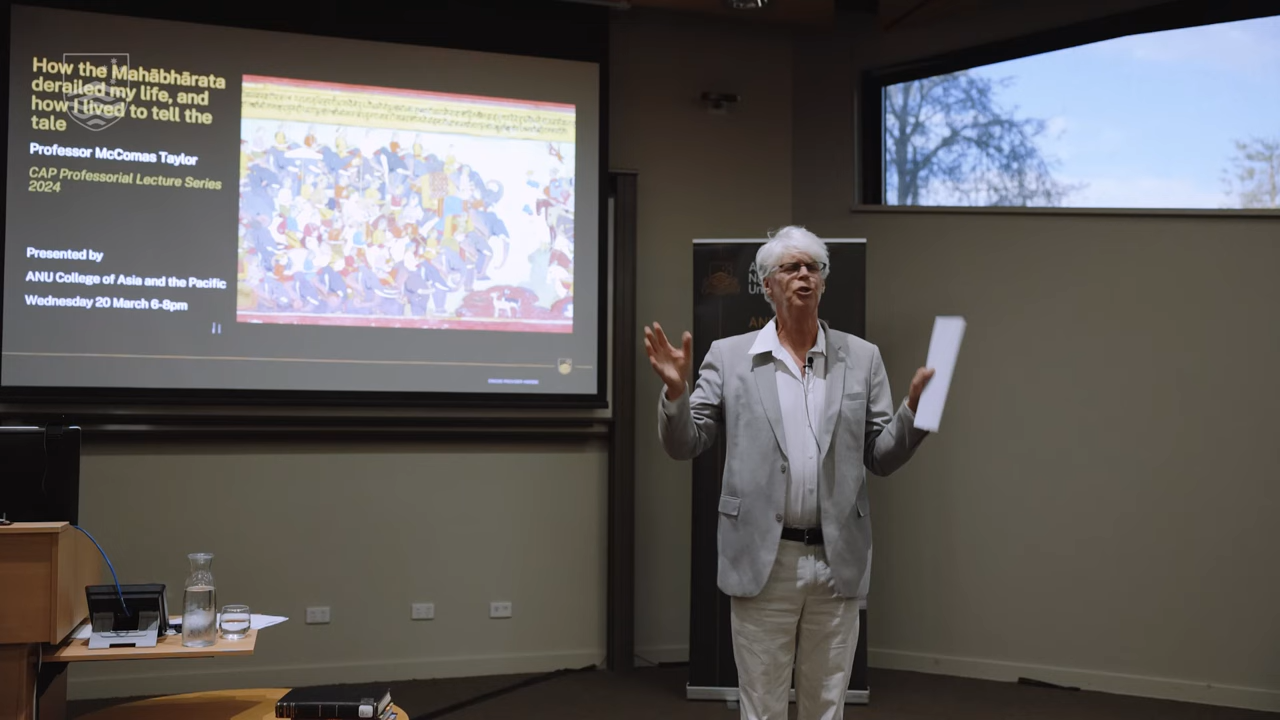 How the Mahābhārata
derailed my life, and
how I lived to tell the
tale
Professor McComas Taylor
CAP Professorial Lecture Series
2024
Presented by
ANU College of Asia and the Pacific
Wednesday 20 March 6-8pm